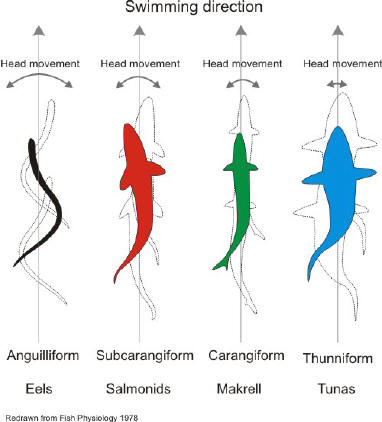 Swimming direction
Head movement Head movement Head movement Head movement
Anguilliform Subcarangiform Carangiform Thunniform
Eels Salmonids Makrell Tunas
Redrawn from Fish Physiology 1978